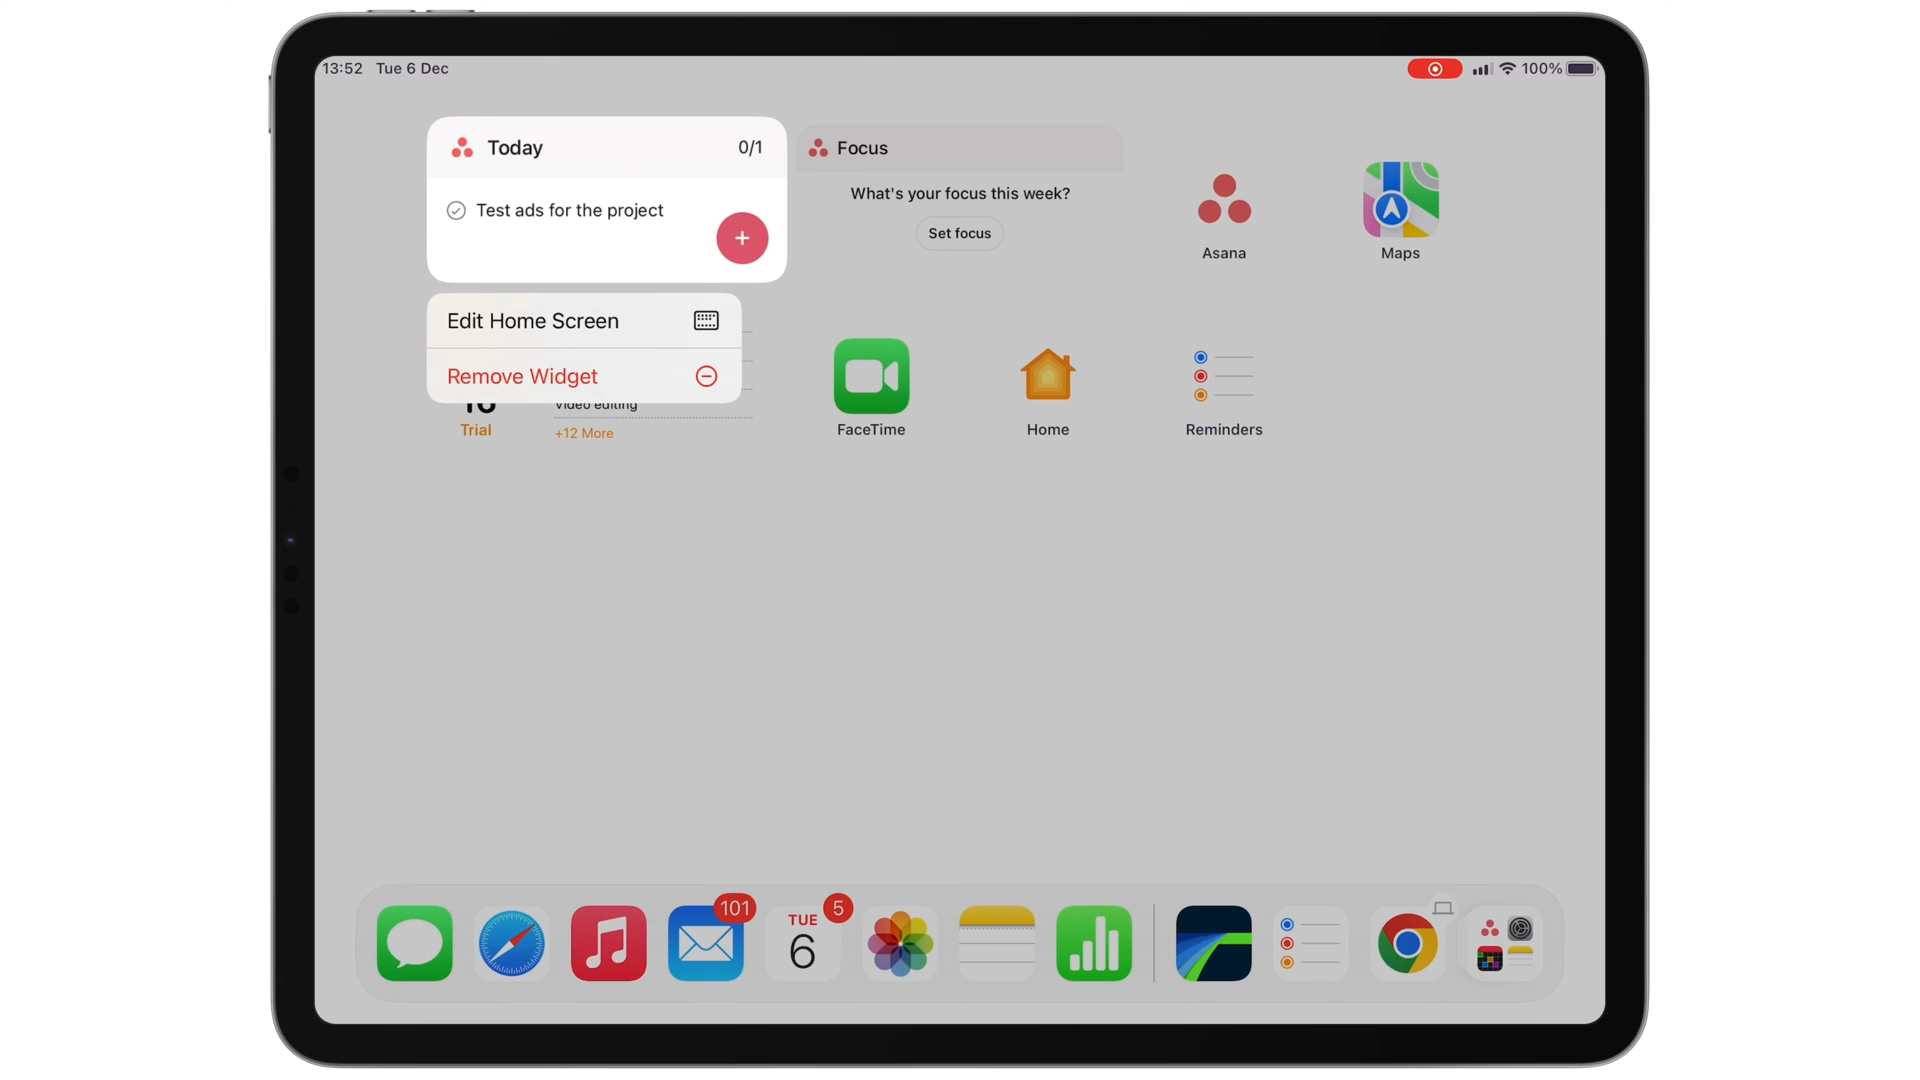 13:52 Tue 6 Dec
100%
Today 0/1
Test ads for the project
Focus
What's your focus this week?
Set focus
Asana
Maps
Edit Home Screen
Remove Widget
Video editing
Trial
+12 More
FaceTime
Home
Reminders
101
5
TUE
6